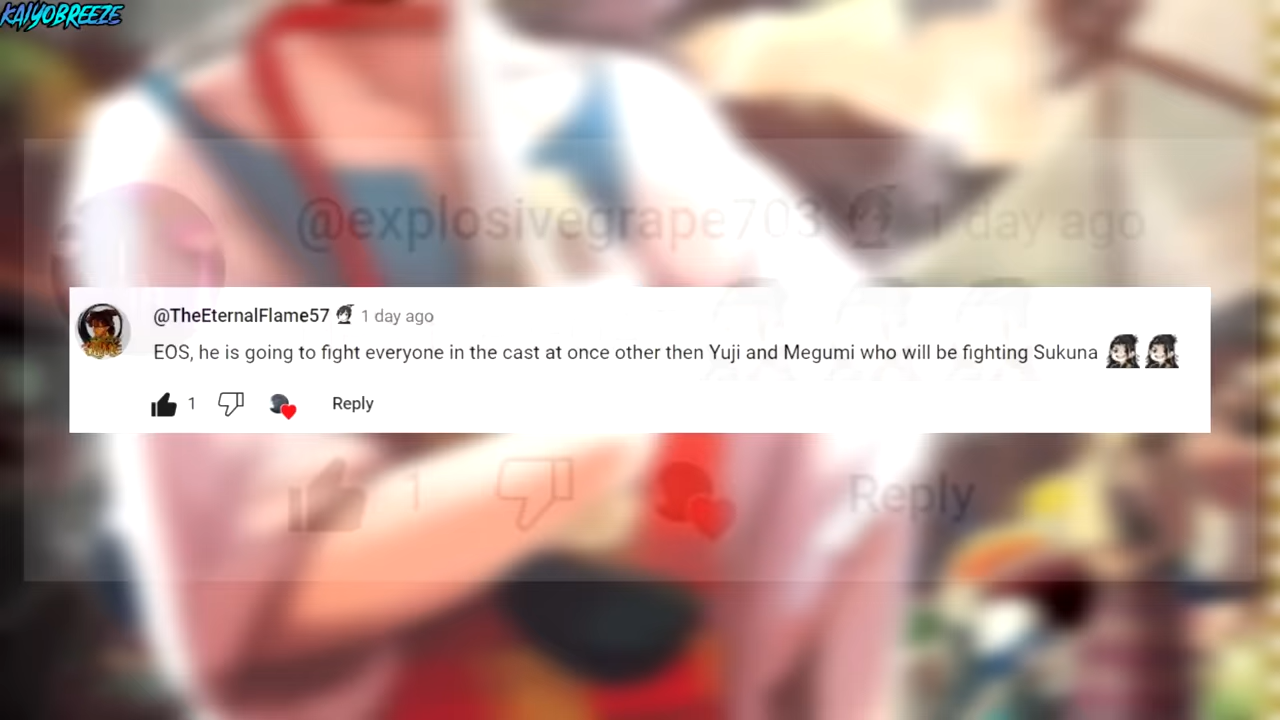 KAIYOBREEZE
@explosivegrape703 1 day ago
@TheEternalFlame57 1 day ago
EOS, he is going to fight everyone in the cast at once other then Yuji and Megumi who will be fighting Sukuna
1 Reply
1 Reply